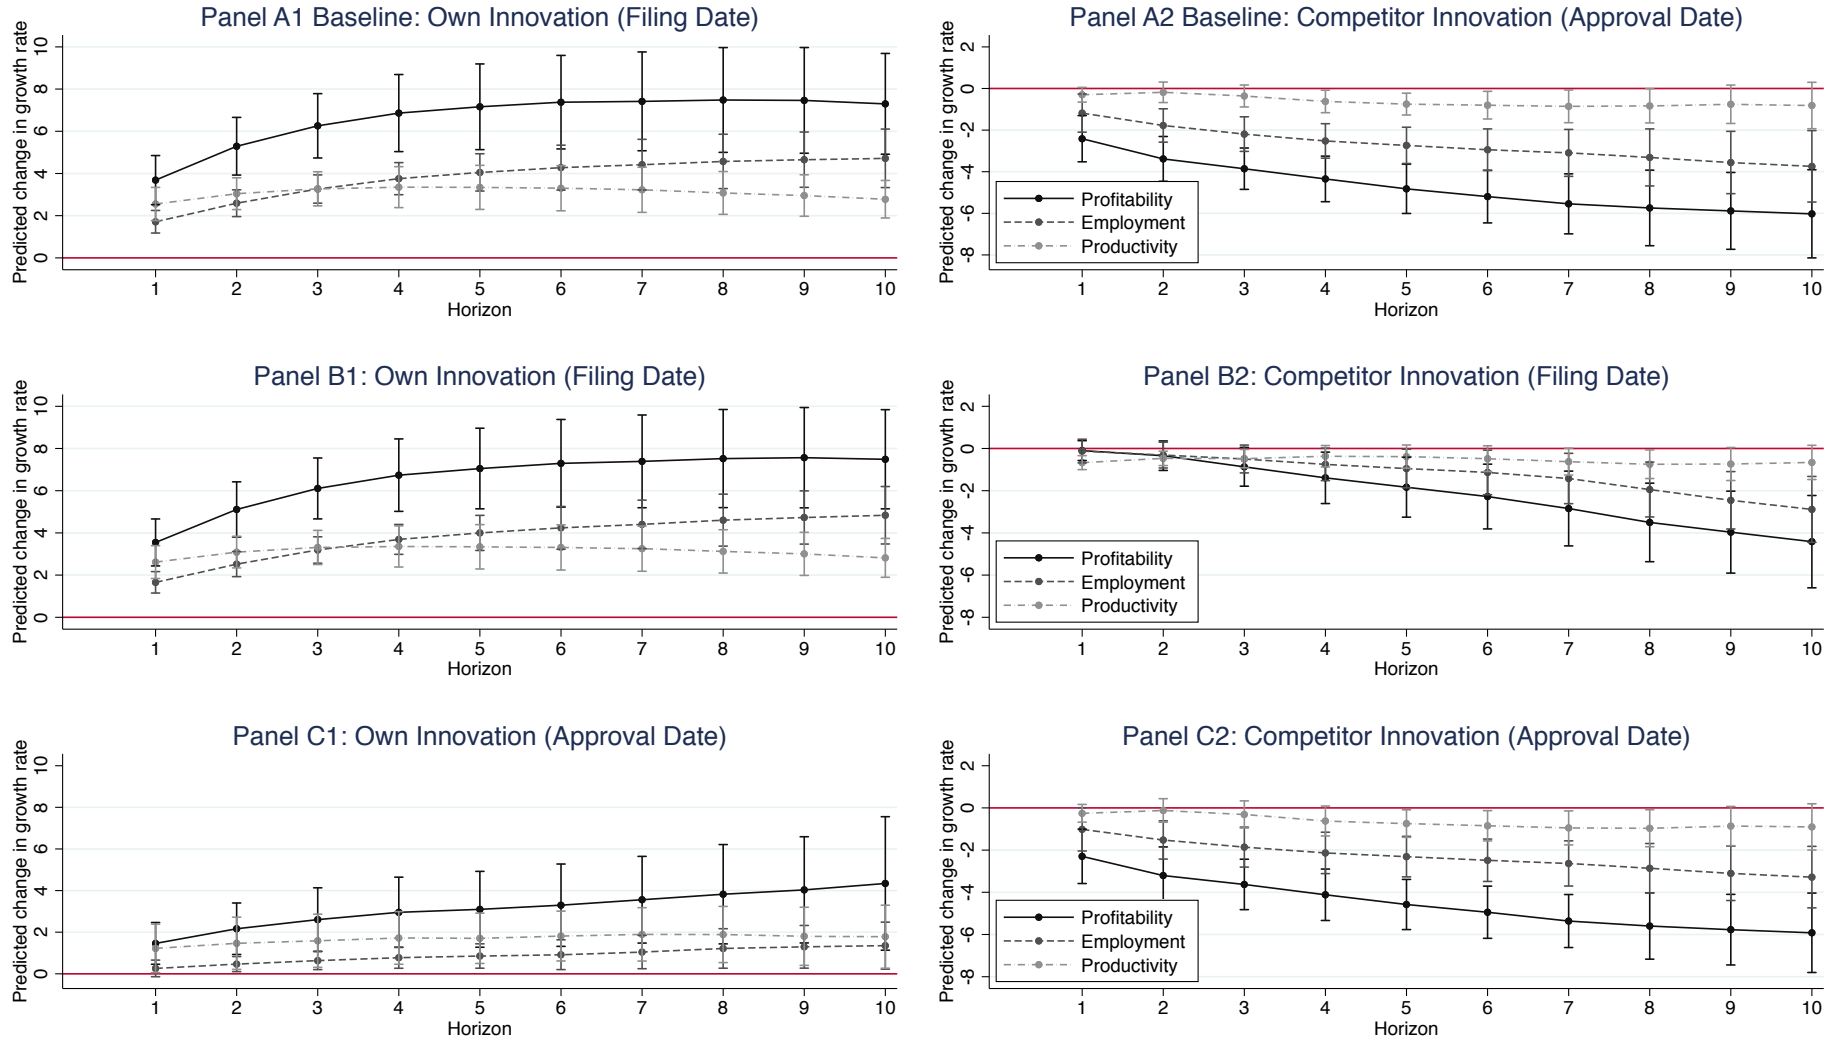 Panel A1 Baseline: Own Innovation (Filing Date)
Predicted change in growth rate
10
8
6
4
2
0
1 2 3 4 5 6 7 8 9 10
Horizon
Panel A2 Baseline: Competitor Innovation (Approval Date)
Predicted change in growth rate
2
0
-2
-4
-6
-8
Profitability
Employment
Productivity
1 2 3 4 5 6 7 8 9 10
Horizon
Panel B1: Own Innovation (Filing Date)
Predicted change in growth rate
10
8
6
4
2
0
1 2 3 4 5 6 7 8 9 10
Horizon
Panel B2: Competitor Innovation (Filing Date)
Predicted change in growth rate
2
0
-2
-4
-6
-8
Profitability
Employment
Productivity
1 2 3 4 5 6 7 8 9 10
Horizon
Panel C1: Own Innovation (Approval Date)
Predicted change in growth rate
10
8
6
4
2
0
1 2 3 4 5 6 7 8 9 10
Horizon
Panel C2: Competitor Innovation (Approval Date)
Predicted change in growth rate
2
0
-2
-4
-6
-8
Profitability
Employment
Productivity
1 2 3 4 5 6 7 8 9 10
Horizon